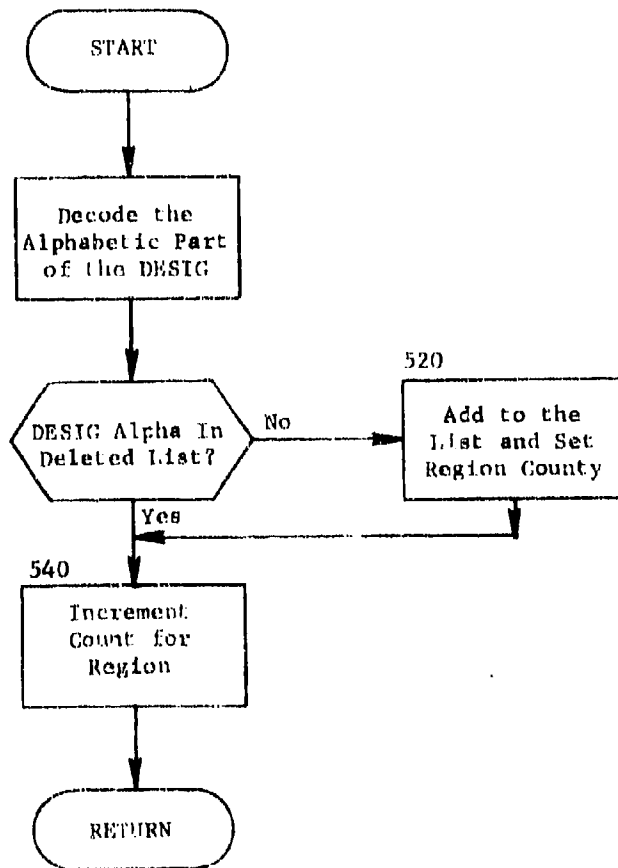 START
Decode the
Alphabetic Part
of the DESIG
520
DESIG Alpha In
Deleted List?
No
Add to the
List and Set
Region County
Yes
540
Increment
Count for
Region
RETURN